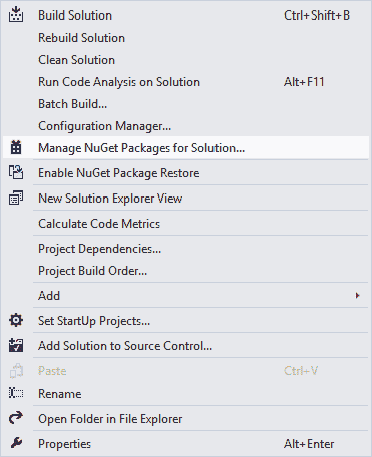 Build Solution Ctrl+Shift+B
Rebuild Solution
Clean Solution
Run Code Analysis on Solution Alt+F11
Batch Build...
Configuration Manager...
Manage NuGet Packages for Solution...
Enable NuGet Package Restore
New Solution Explorer View
Calculate Code Metrics
Project Dependencies...
Project Build Order...
Add
Set StartUp Projects...
Add Solution to Source Control...
Paste Ctrl+V
Rename
Open Folder in File Explorer
Properties Alt+Enter